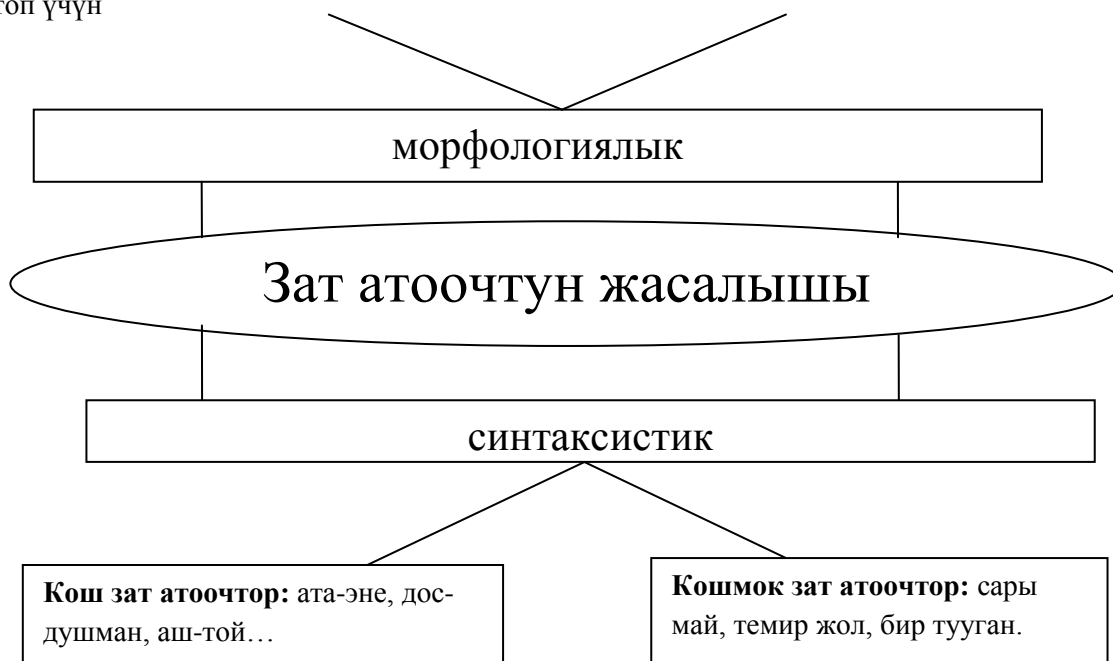 топ үчүн
морфологиялык
Зат атоочтун жасалышы
синтаксистик
Кош зат атоочтор: ата-эне, дос-
душман, аш-той…
Кошмок зат атоочтор: сары
май, темир жол, бир тууган.